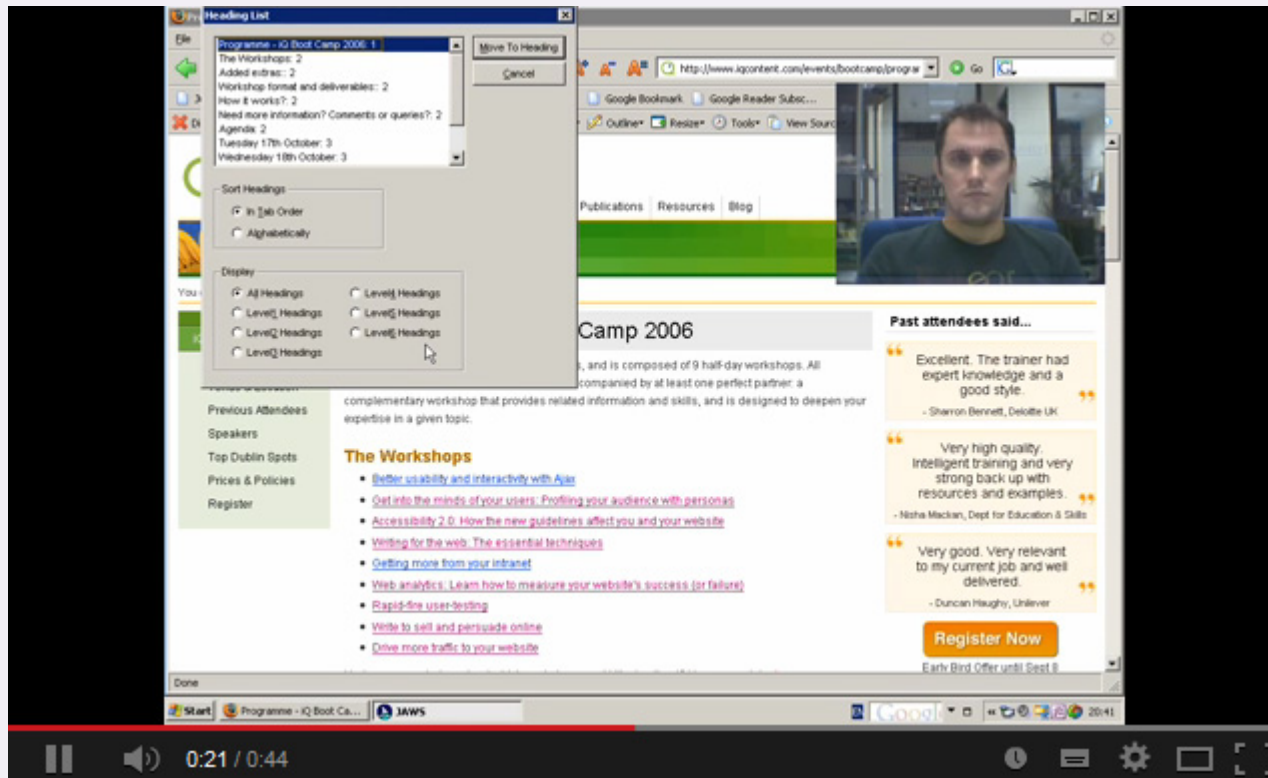 Heading List
File
Programme - iQ Boot Camp 2006: 1
The Workshops: 2
Added extras:: 2
Workshop format and deliverables:: 2
How it works?: 2
Need more information? Comments or queries?: 2
Agenda: 2
Tuesday 17th October: 3
Wednesday 18th October: 3
Move To Heading
Cancel
Sort Headings
In Tab Order
Alphabetically
Display
All Headings
Level1 Headings
Level2 Headings
Level3 Headings
Level4 Headings
Level5 Headings
Level6 Headings
http://www.iqcontent.com/events/bootcamp/prograr
Go
Google Bookmark
Google Reader Subsc...
Outline
Resize
Tools
View Sourc
Publications
Resources
Blog
You
Previous Attendees
Speakers
Top Dublin Spots
Prices & Policies
Register
Camp 2006
, and is composed of 9 half-day workshops. All
companied by at least one perfect partner: a
complementary workshop that provides related information and skills, and is designed to deepen your
expertise in a given topic.
The Workshops
Better usability and interactivity with Ajax
Get into the minds of your users: Profiling your audience with personas
Accessibility 2.0: How the new guidelines affect you and your website
Writing for the web: The essential techniques
Getting more from your intranet
Web analytics: Learn how to measure your website's success (or failure)
Rapid-fire user-testing
Write to sell and persuade online
Drive more traffic to your website
Past attendees said...
Excellent. The trainer had
expert knowledge and a
good style.
- Sharron Bennett, Deloitte UK
Very high quality.
Intelligent training and very
strong back up with
resources and examples.
- Nisha Mackan, Dept for Education & Skills
Very good. Very relevant
to my current job and well
delivered.
- Duncan Haughy, Unilever
Register Now
Early Bird Offer until Sept 8
Done
Start
Programme - iQ Boot Ca...
JAWS
Google
20:41
0:21 / 0:44